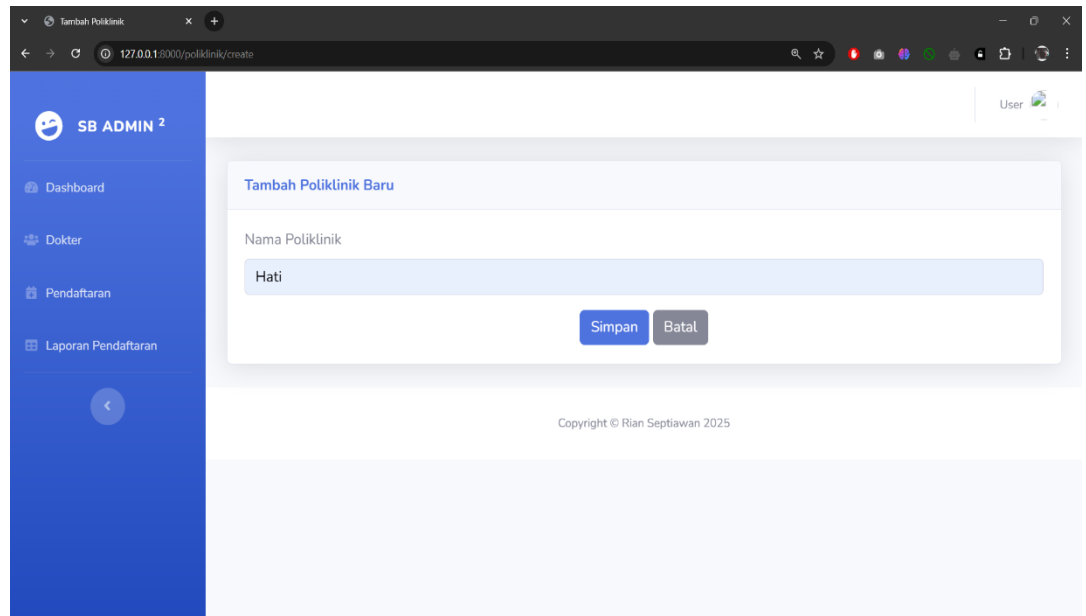 Tambah Poliklinik
127.0.0.1:8000/poliklinik/create
SB ADMIN 2
User
Dashboard
Dokter
Pendaftaran
Laporan Pendaftaran
Tambah Poliklinik Baru
Nama Poliklinik
Hati
Simpan Batal
Copyright © Rian Septiawan 2025